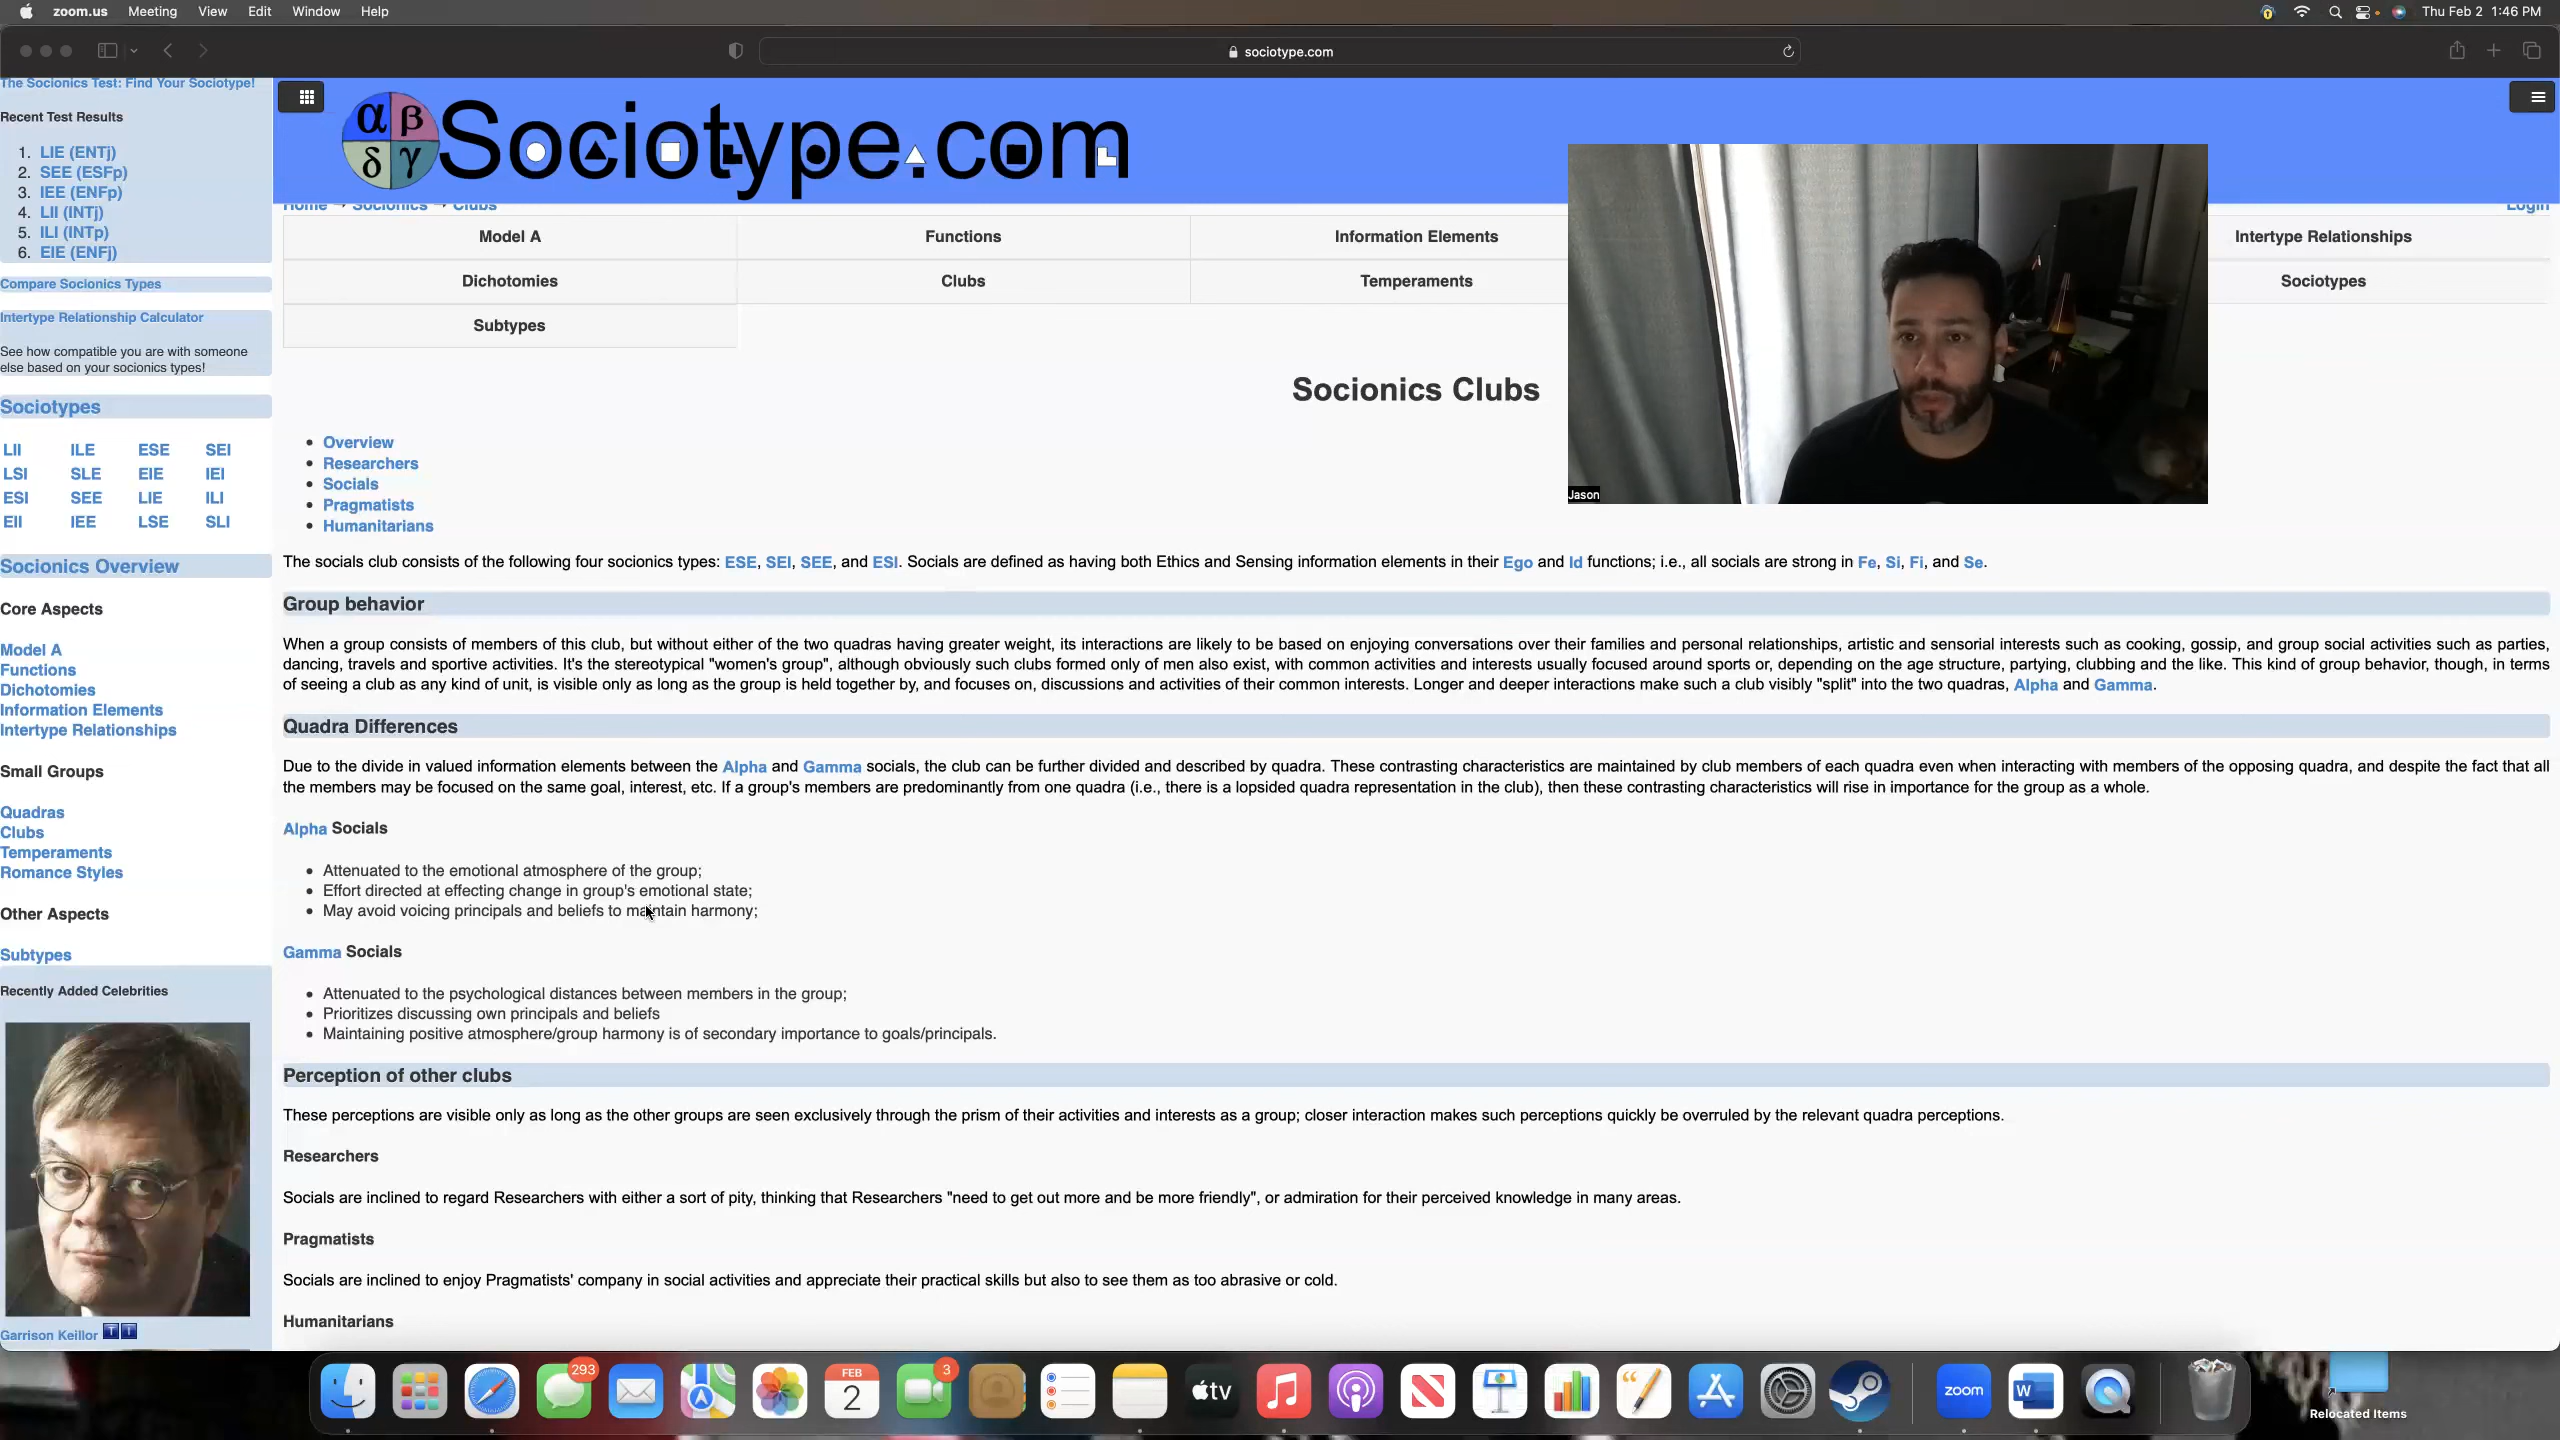 zoom.us Meeting View Edit Window Help
Thu Feb 2 1:46 PM
sociotype.com
The Socionics Test: Find Your Sociotype!
Recent Test Results
1. LIE (ENTj)
2. SEE (ESFp)
3. IEE (ENFp)
4. LII (INTj)
5. ILI (INTp)
6. EIE (ENFj)
Compare Socionics Types
Intertype Relationship Calculator
See how compatible you are with someone
else based on your socionics types!
Sociotypes
LII ILE ESE SEI
LSI SLE EIE IEI
ESI SEE LIE ILI
EII IEE LSE SLI
Socionics Overview
Core Aspects
Model A
Functions
Dichotomies
Information Elements
Intertype Relationships
Small Groups
Quadras
Clubs
Temperaments
Romance Styles
Other Aspects
Subtypes
Recently Added Celebrities
Garrison Keillor T T
α β
δ γ
Sociotype.com
Home → Socionics → Clubs
Login
Model A Functions Information Elements Intertype Relationships
Dichotomies Clubs Temperaments Sociotypes
Subtypes
Jason
Socionics Clubs
• Overview
• Researchers
• Socials
• Pragmatists
• Humanitarians
The socials club consists of the following four socionics types: ESE, SEI, SEE, and ESI. Socials are defined as having both Ethics and Sensing information elements in their Ego and Id functions; i.e., all socials are strong in Fe, Si, Fi, and Se.
Group behavior
When a group consists of members of this club, but without either of the two quadras having greater weight, its interactions are likely to be based on enjoying conversations over their families and personal relationships, artistic and sensorial interests such as cooking, gossip, and group social activities such as parties,
dancing, travels and sportive activities. It's the stereotypical "women's group", although obviously such clubs formed only of men also exist, with common activities and interests usually focused around sports or, depending on the age structure, partying, clubbing and the like. This kind of group behavior, though, in terms
of seeing a club as any kind of unit, is visible only as long as the group is held together by, and focuses on, discussions and activities of their common interests. Longer and deeper interactions make such a club visibly "split" into the two quadras, Alpha and Gamma.
Quadra Differences
Due to the divide in valued information elements between the Alpha and Gamma socials, the club can be further divided and described by quadra. These contrasting characteristics are maintained by club members of each quadra even when interacting with members of the opposing quadra, and despite the fact that all
the members may be focused on the same goal, interest, etc. If a group's members are predominantly from one quadra (i.e., there is a lopsided quadra representation in the club), then these contrasting characteristics will rise in importance for the group as a whole.
Alpha Socials
• Attenuated to the emotional atmosphere of the group;
• Effort directed at effecting change in group's emotional state;
• May avoid voicing principals and beliefs to maintain harmony;
Gamma Socials
• Attenuated to the psychological distances between members in the group;
• Prioritizes discussing own principals and beliefs
• Maintaining positive atmosphere/group harmony is of secondary importance to goals/principals.
Perception of other clubs
These perceptions are visible only as long as the other groups are seen exclusively through the prism of their activities and interests as a group; closer interaction makes such perceptions quickly be overruled by the relevant quadra perceptions.
Researchers
Socials are inclined to regard Researchers with either a sort of pity, thinking that Researchers "need to get out more and be more friendly", or admiration for their perceived knowledge in many areas.
Pragmatists
Socials are inclined to enjoy Pragmatists' company in social activities and appreciate their practical skills but also to see them as too abrasive or cold.
Humanitarians
293
FEB
2
3
tv
zoom
W
Relocated Items